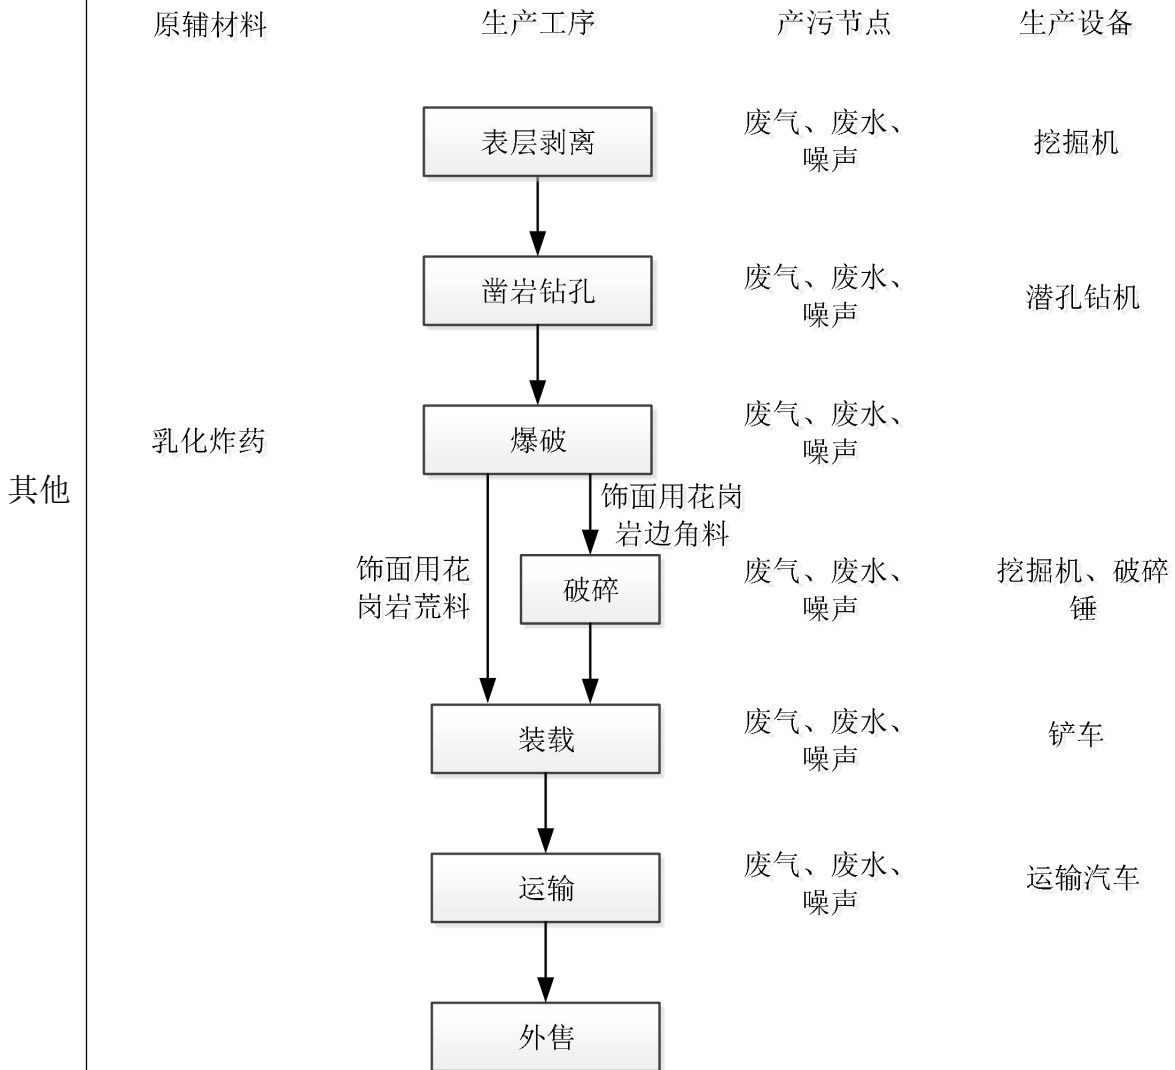 原辅材料
生产工序
产污节点
生产设备
表层剥离
废气、废水、
噪声
挖掘机
凿岩钻孔
废气、废水、
噪声
潜孔钻机
乳化炸药
爆破
废气、废水、
噪声
其他
饰面用花岗
岩边角料
饰面用花
岗岩荒料
破碎
废气、废水、
噪声
挖掘机、破碎
锤
装载
废气、废水、
噪声
铲车
运输
废气、废水、
噪声
运输汽车
外售